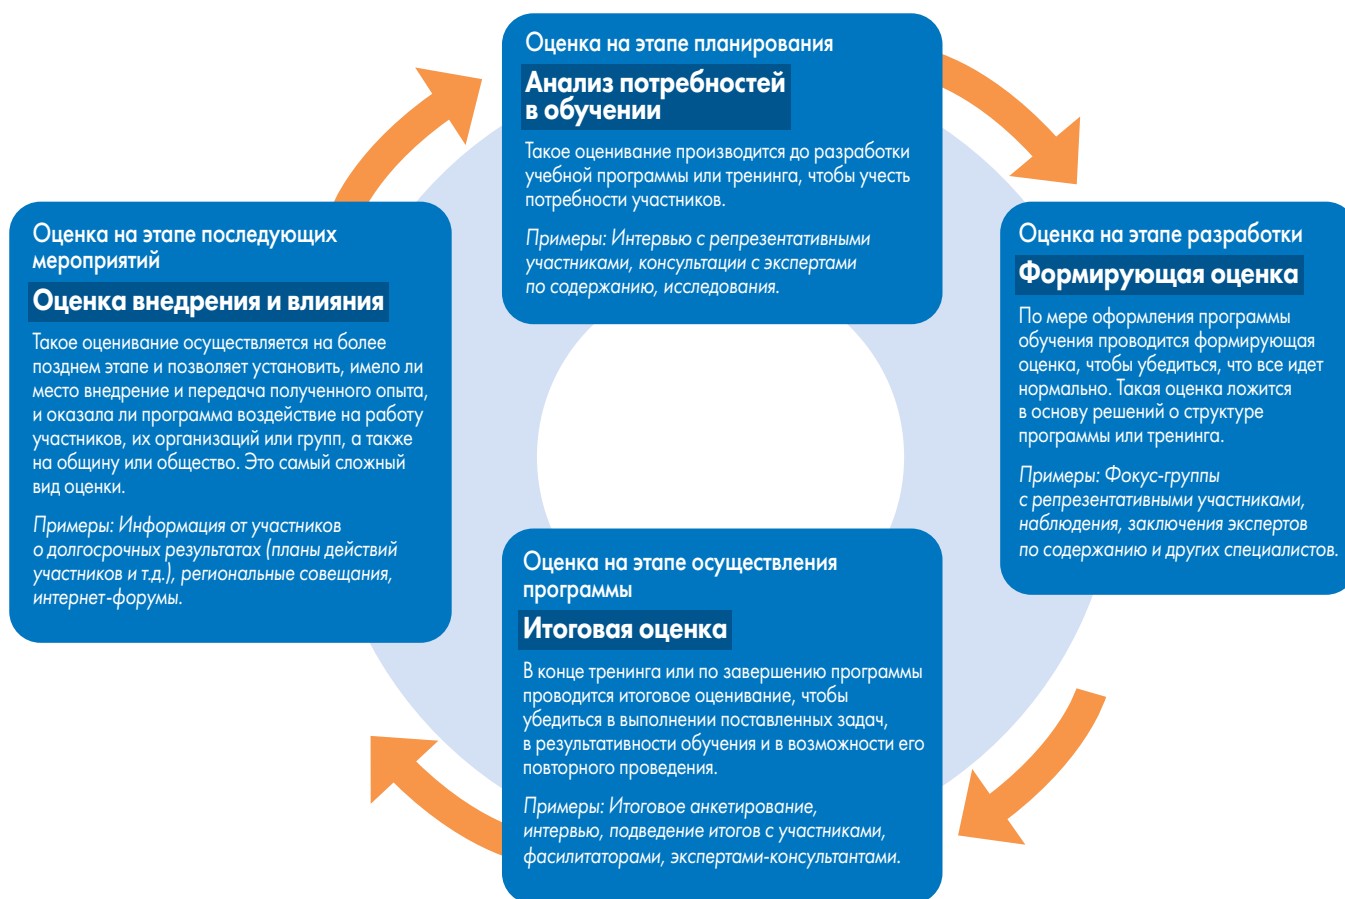 Оценка на этапе планирования
Анализ потребностей
в обучении
Такое оценивание производится до разработки
учебной программы или тренинга, чтобы учесть
потребности участников.
Примеры: Интервью с репрезентативными
участниками, консультации с экспертами
по содержанию, исследования.
Оценка на этапе разработки
Формирующая оценка
По мере оформления программы
обучения проводится формирующая
оценка, чтобы убедиться, что все идет
нормально. Такая оценка ложится
в основу решений о структуре
программы или тренинга.
Примеры: Фокус-группы
с репрезентативными участниками,
наблюдения, заключения экспертов
по содержанию и других специалистов.
Оценка на этапе осуществления
программы
Итоговая оценка
В конце тренинга или по завершению программы
проводится итоговое оценивание, чтобы
убедиться в выполнении поставленных задач,
в результативности обучения и в возможности его
повторного проведения.
Примеры: Итоговое анкетирование,
интервью, подведение итогов с участниками,
фасилитаторами, экспертами-консультантами.
Оценка на этапе последующих
мероприятий
Оценка внедрения и влияния
Такое оценивание осуществляется на более
позднем этапе и позволяет установить, имело ли
место внедрение и передача полученного опыта,
и оказала ли программа воздействие на работу
участников, их организаций или групп, а также
на общину или общество. Это самый сложный
вид оценки.
Примеры: Информация от участников
о долгосрочных результатах (планы действий
участников и т.д.), региональные совещания,
интернет-форумы.